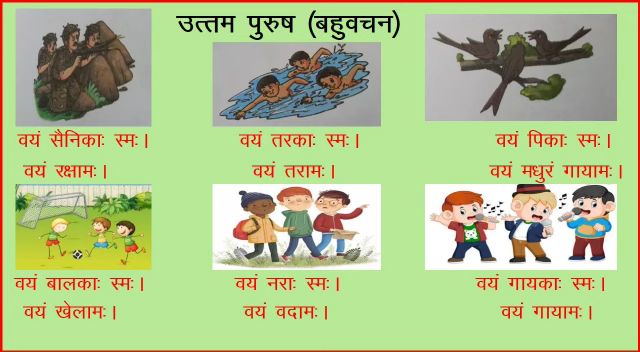 उत्तम पुरुष (बहुवचन)
वयं सैनिकाः स्मः।
वयं रक्षामः।
वयं तरकाः स्मः।
वयं तरामः।
वयं पिकाः स्मः।
वयं मधुरं गायामः।
वयं बालकाः स्मः।
वयं खेलामः।
वयं नराः स्मः।
वयं वदामः।
वयं गायकाः स्मः।
वयं गायामः।